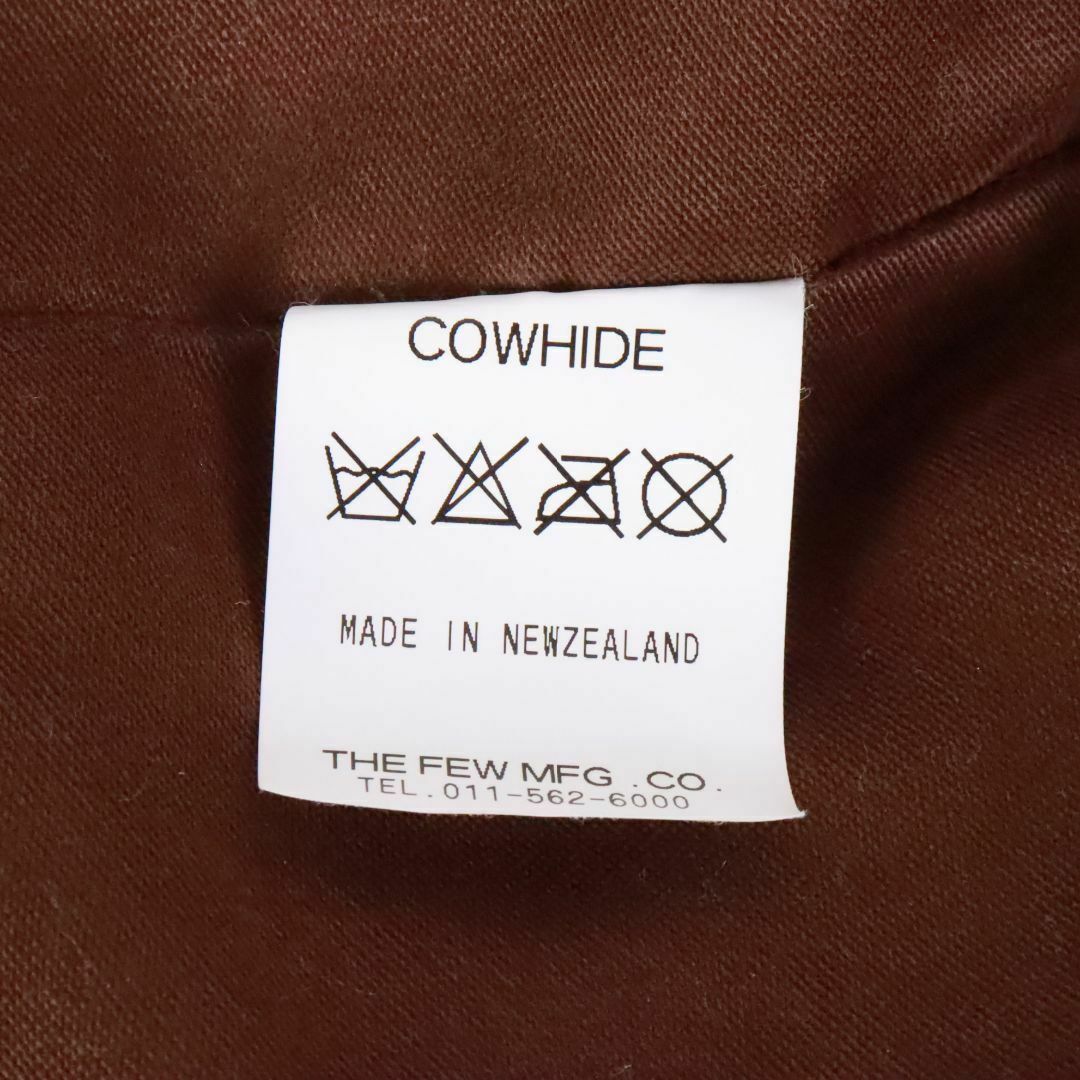 COWHIDE
MADE IN NEWZEALAND
THE FEW MFG .CO.
TEL.011-562-6000